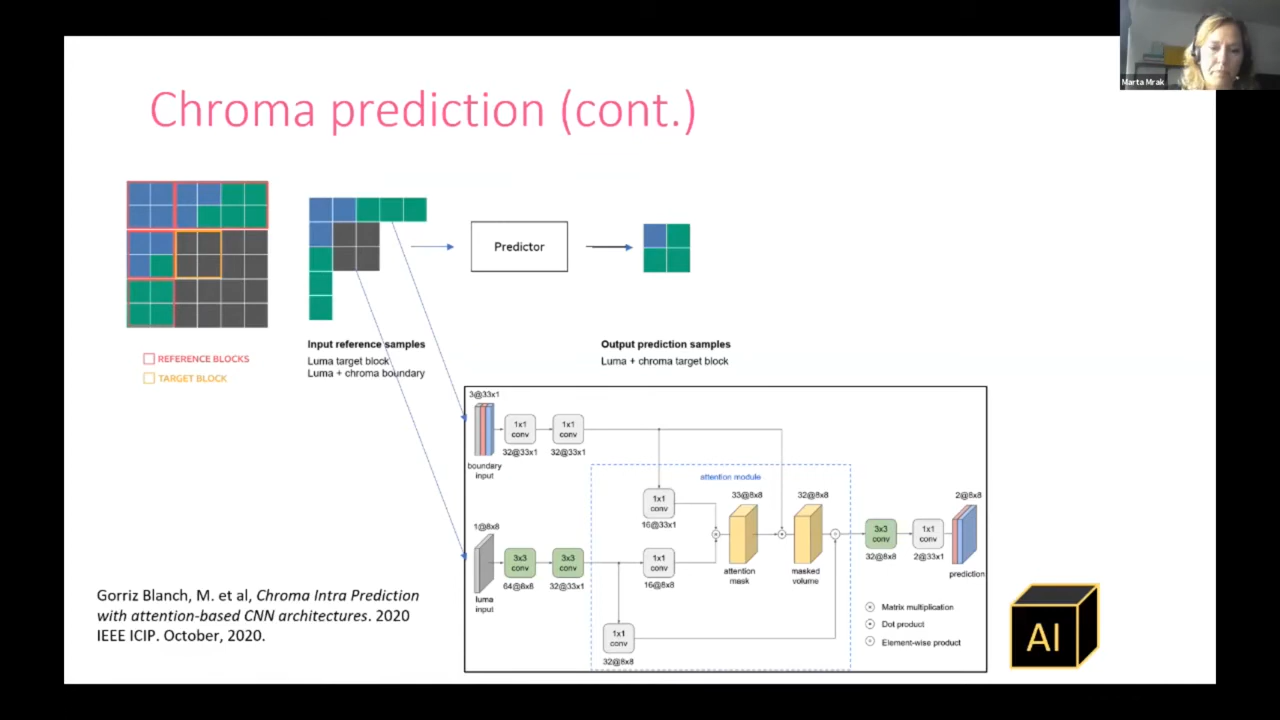 Marta Mrak
Chroma prediction (cont.)
Predictor
REFERENCE BLOCKS
TARGET BLOCK
Input reference samples
Luma target block
Luma + chroma boundary
Output prediction samples
Luma + chroma target block
3@33x1
1x1
conv
32@33x1
1x1
conv
32@33x1
boundary
input
attention module
1x1
conv
16@33x1
33@8x8
attention
mask
32@8x8
masked
volume
1@8x8
luma
input
3x3
conv
64@8x8
3x3
conv
32@33x1
1x1
conv
16@8x8
1x1
conv
32@8x8
3x3
conv
32@8x8
1x1
conv
2@33x1
2@8x8
prediction
Matrix multiplication
Dot product
Element-wise product
Gorriz Blanch, M. et al, Chroma Intra Prediction
with attention-based CNN architectures. 2020
IEEE ICIP. October, 2020.
AI